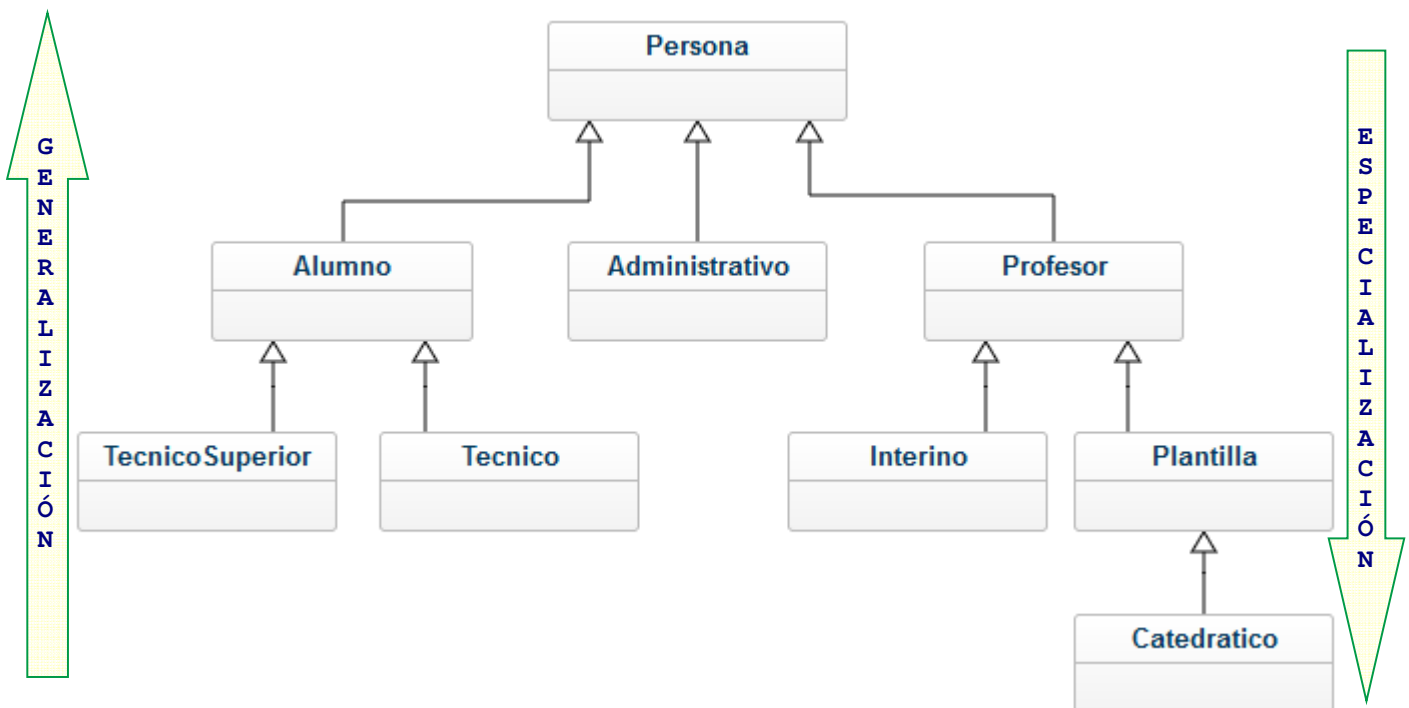 GENERALIZACIÓN
Persona
ESPECIALIZACIÓN
Alumno
Administrativo
Profesor
TecnicoSuperior
Tecnico
Interino
Plantilla
Catedratico